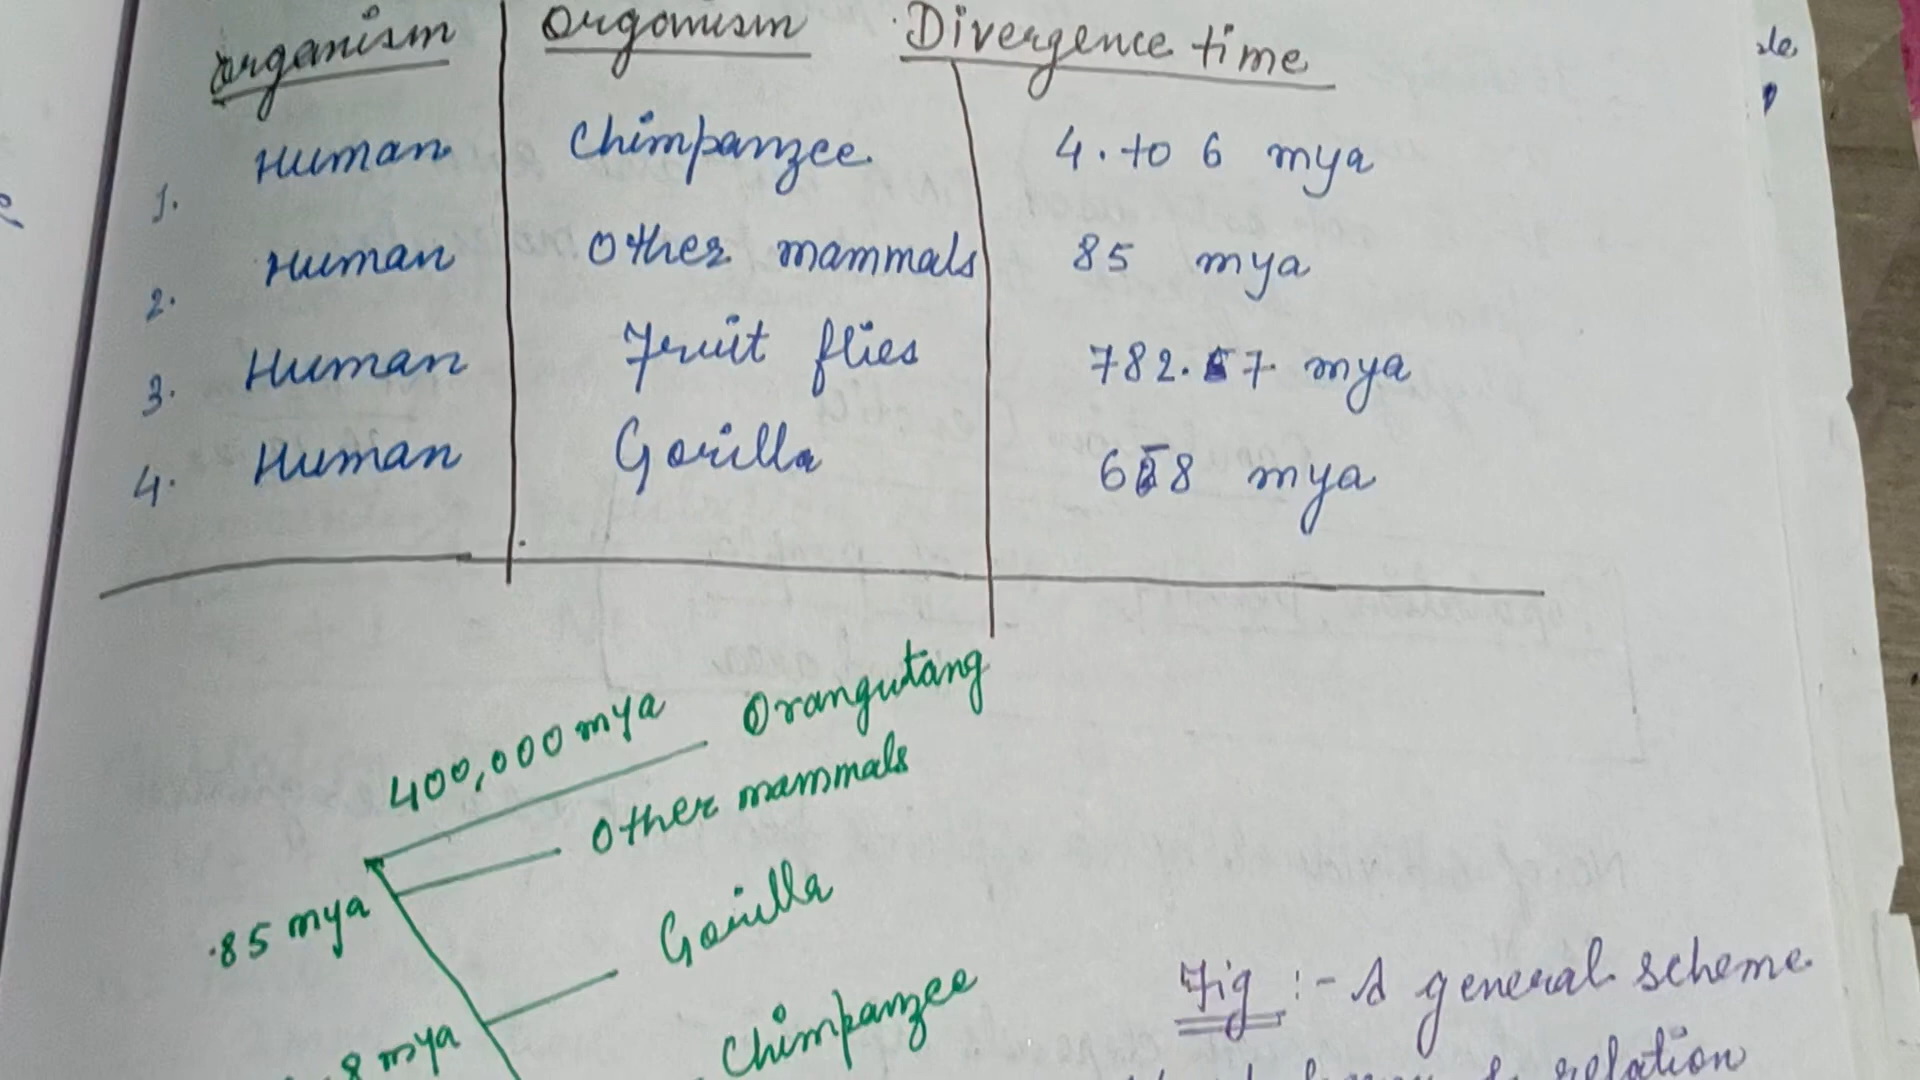 Organism Organism Divergence time
1. Human Chimpanzee 4. to 6 mya
2. Human Other mammals 85 mya
3. Human Fruit flies 782.7 mya
4. Human Gorilla mya
400,000 mya Orangutang
Other mammals
.85 mya
Gorilla
8 mya
Chimpanzee
Fig :- A general scheme
relation